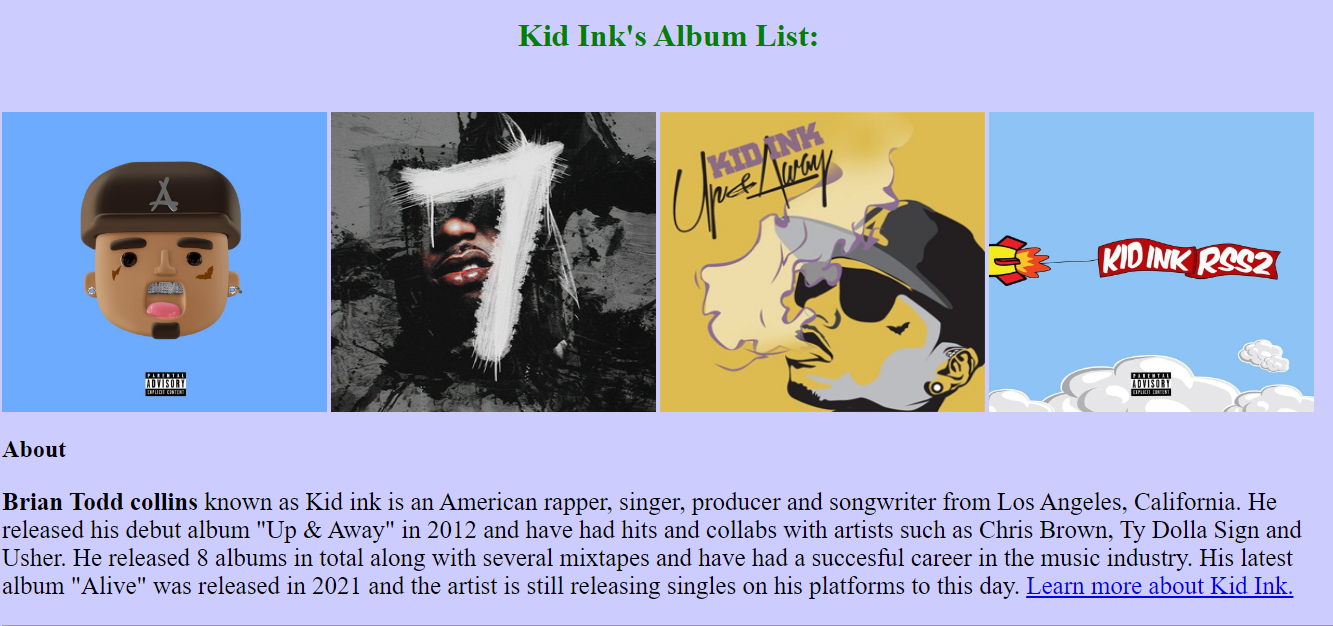 Kid Ink's Album List:
PARENTAL
ADVISORY
EXPLICIT CONTENT
7
KID INK
Up & Away
KID INK RSS2
PARENTAL
ADVISORY
EXPLICIT CONTENT
About
Brian Todd collins known as Kid ink is an American rapper, singer, producer and songwriter from Los Angeles, California. He
released his debut album "Up & Away" in 2012 and have had hits and collabs with artists such as Chris Brown, Ty Dolla Sign and
Usher. He released 8 albums in total along with several mixtapes and have had a succesful career in the music industry. His latest
album "Alive" was released in 2021 and the artist is still releasing singles on his platforms to this day. Learn more about Kid Ink.